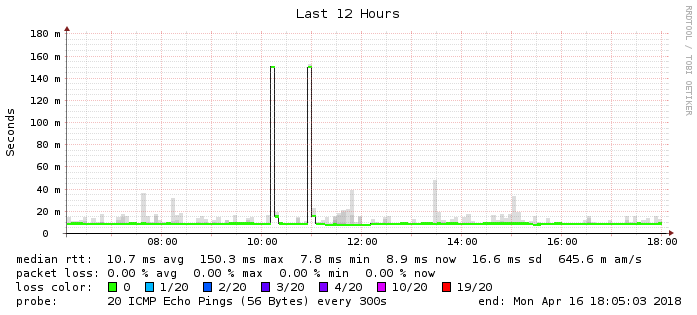 Last 12 Hours
RRDTOOL / TOBI OETIKER
Seconds
180 m
160 m
140 m
120 m
100 m
80 m
60 m
40 m
20 m
0
08:00 10:00 12:00 14:00 16:00 18:00
median rtt: 10.7 ms avg 150.3 ms max 7.8 ms min 8.9 ms now 16.6 ms sd 645.6 m am/s
packet loss: 0.00 % avg 0.00 % max 0.00 % min 0.00 % now
loss color: 0 1/20 2/20 3/20 4/20 10/20 19/20
probe: 20 ICMP Echo Pings (56 Bytes) every 300s end: Mon Apr 16 18:05:03 2018